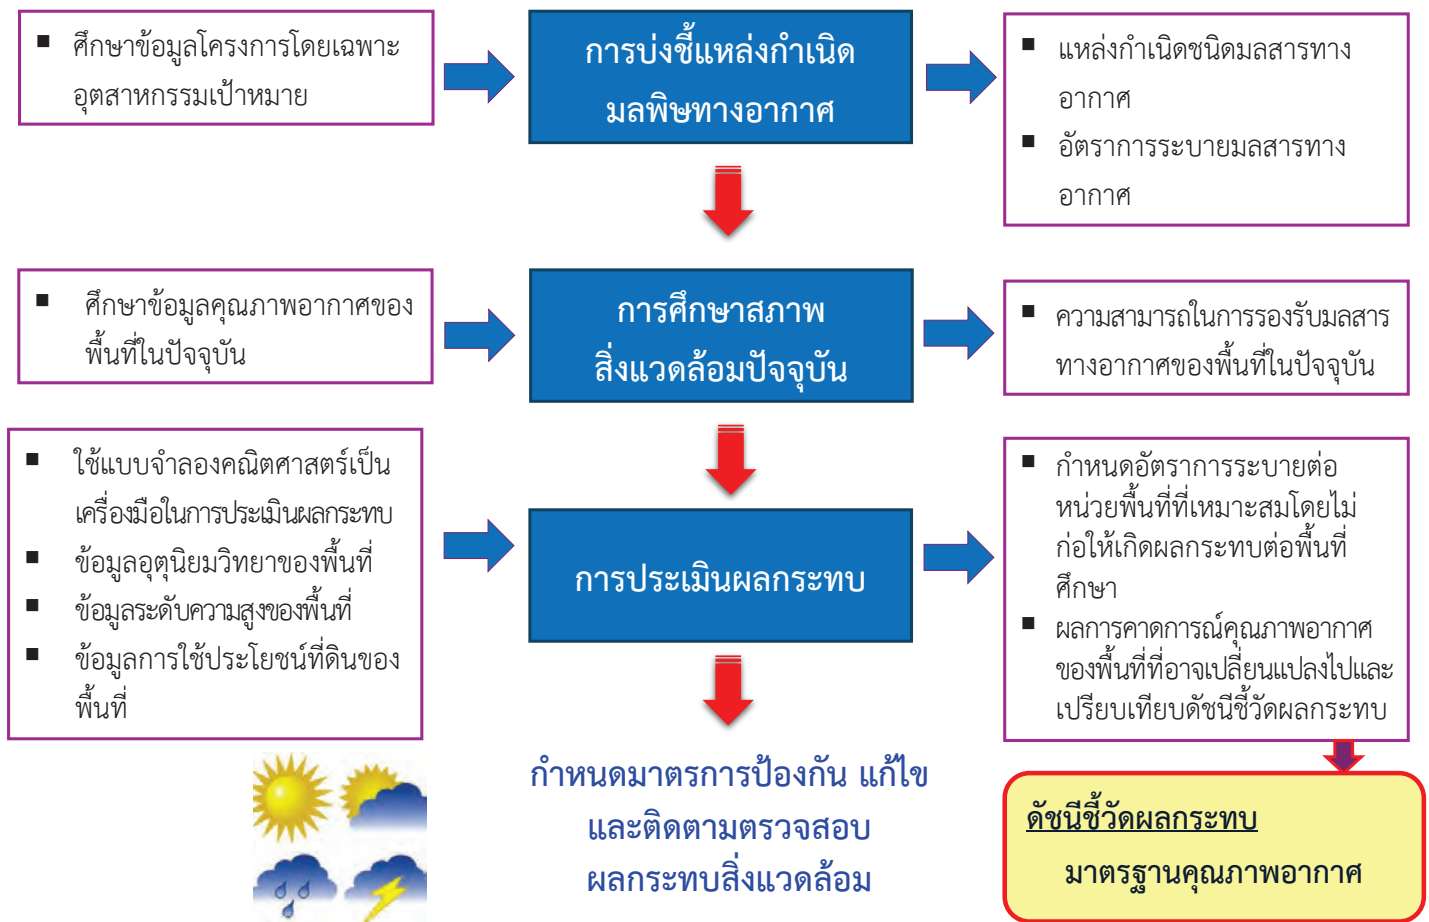 ▪ ศึกษาข้อมูลโครงการโดยเฉพาะ
อุตสาหกรรมเป้าหมาย
การบ่งชี้แหล่งกำเนิด
มลพิษทางอากาศ
▪ แหล่งกำเนิดชนิดมลสารทาง
อากาศ
▪ อัตราการระบายมลสารทาง
อากาศ
▪ ศึกษาข้อมูลคุณภาพอากาศของ
พื้นที่ในปัจจุบัน
การศึกษาสภาพ
สิ่งแวดล้อมปัจจุบัน
▪ ความสามารถในการรองรับมลสาร
ทางอากาศของพื้นที่ในปัจจุบัน
▪ ใช้แบบจำลองคณิตศาสตร์เป็น
เครื่องมือในการประเมินผลกระทบ
▪ ข้อมูลอุตุนิยมวิทยาของพื้นที่
▪ ข้อมูลระดับความสูงของพื้นที่
▪ ข้อมูลการใช้ประโยชน์ที่ดินของ
พื้นที่
การประเมินผลกระทบ
▪ กำหนดอัตราการระบายต่อ
หน่วยพื้นที่ที่เหมาะสมโดยไม่
ก่อให้เกิดผลกระทบต่อพื้นที่
ศึกษา
▪ ผลการคาดการณ์คุณภาพอากาศ
ของพื้นที่ที่อาจเปลี่ยนแปลงไปและ
เปรียบเทียบดัชนีชี้วัดผลกระทบ
กำหนดมาตรการป้องกัน แก้ไข
และติดตามตรวจสอบ
ผลกระทบสิ่งแวดล้อม
ดัชนีชี้วัดผลกระทบ
มาตรฐานคุณภาพอากาศ